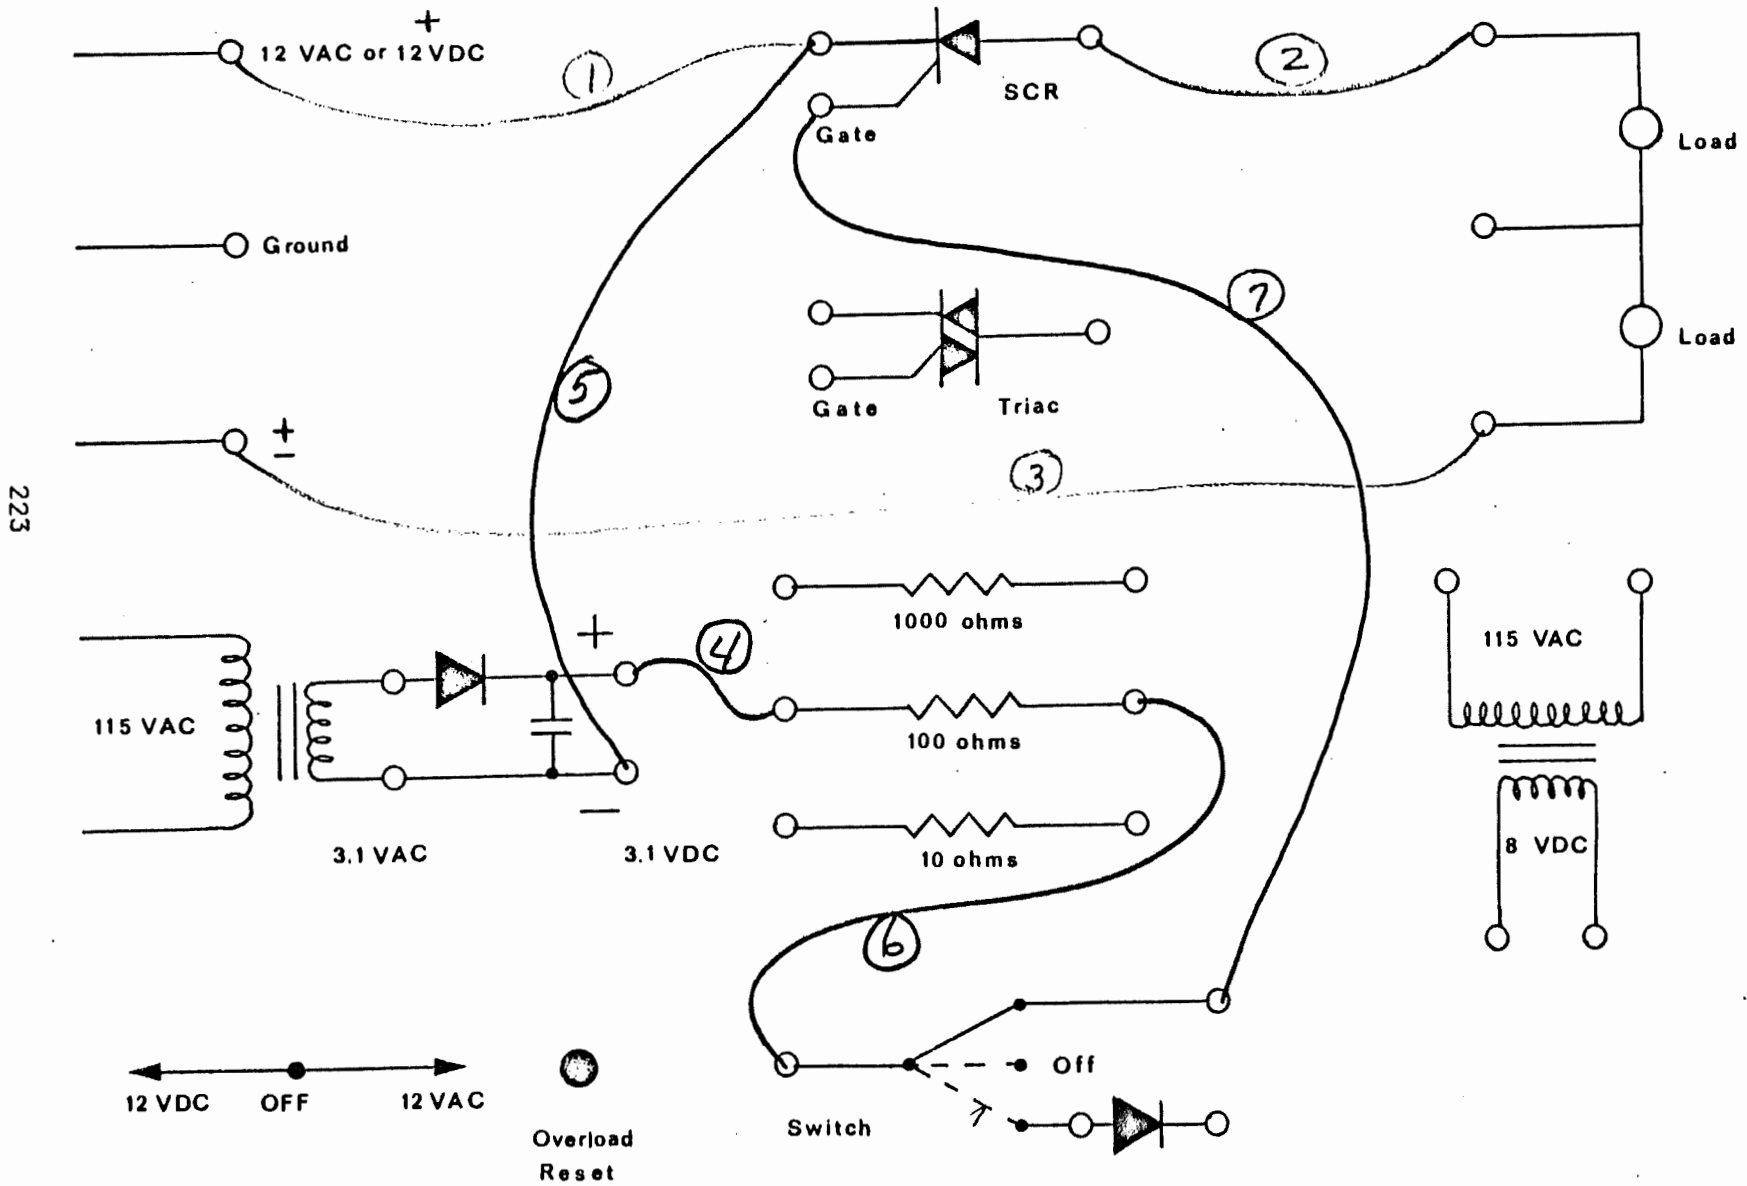 +
12 VAC or 12 VDC
1
2
SCR
Gate
Load
Ground
7
5
Load
Gate
Triac
+
-
3
223
1000 ohms
115 VAC
+
4
115 VAC
100 ohms
—
3.1 VAC
3.1 VDC
10 ohms
8 VDC
6
Off
12 VDC
OFF
12 VAC
Switch
Overload
Reset